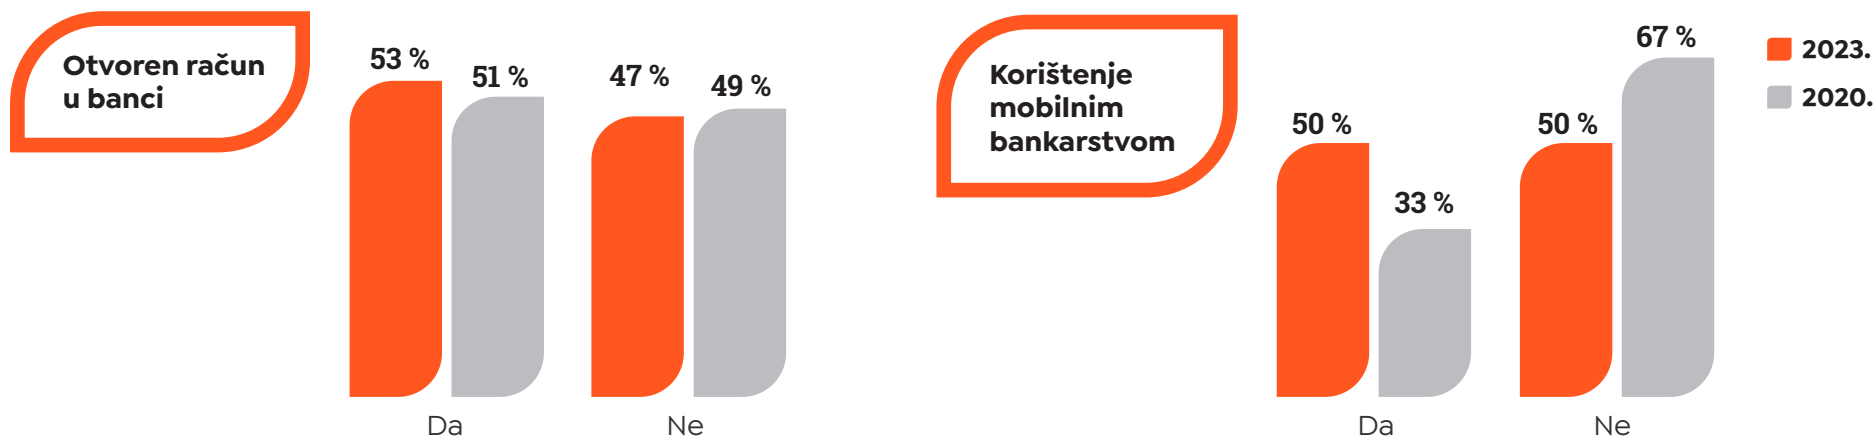 Otvoren račun
u banci
53 %
51 %
47 %
49 %
Da
Ne
Korištenje
mobilnim
bankarstvom
50 %
33 %
50 %
67 %
Da
Ne
2023.
2020.